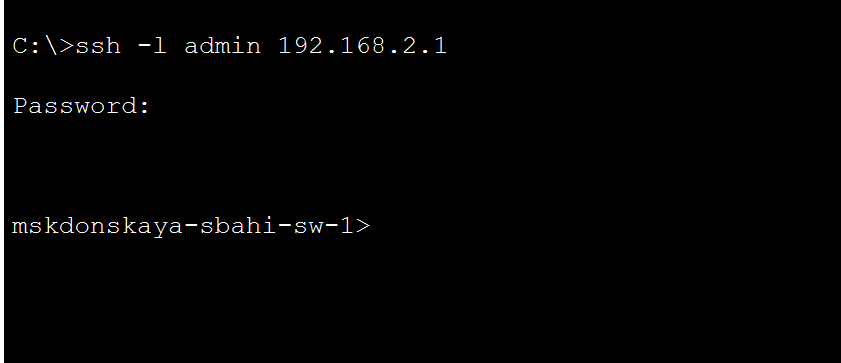 C:\>ssh -l admin 192.168.2.1
Password:
mskdonskaya-sbahi-sw-1>